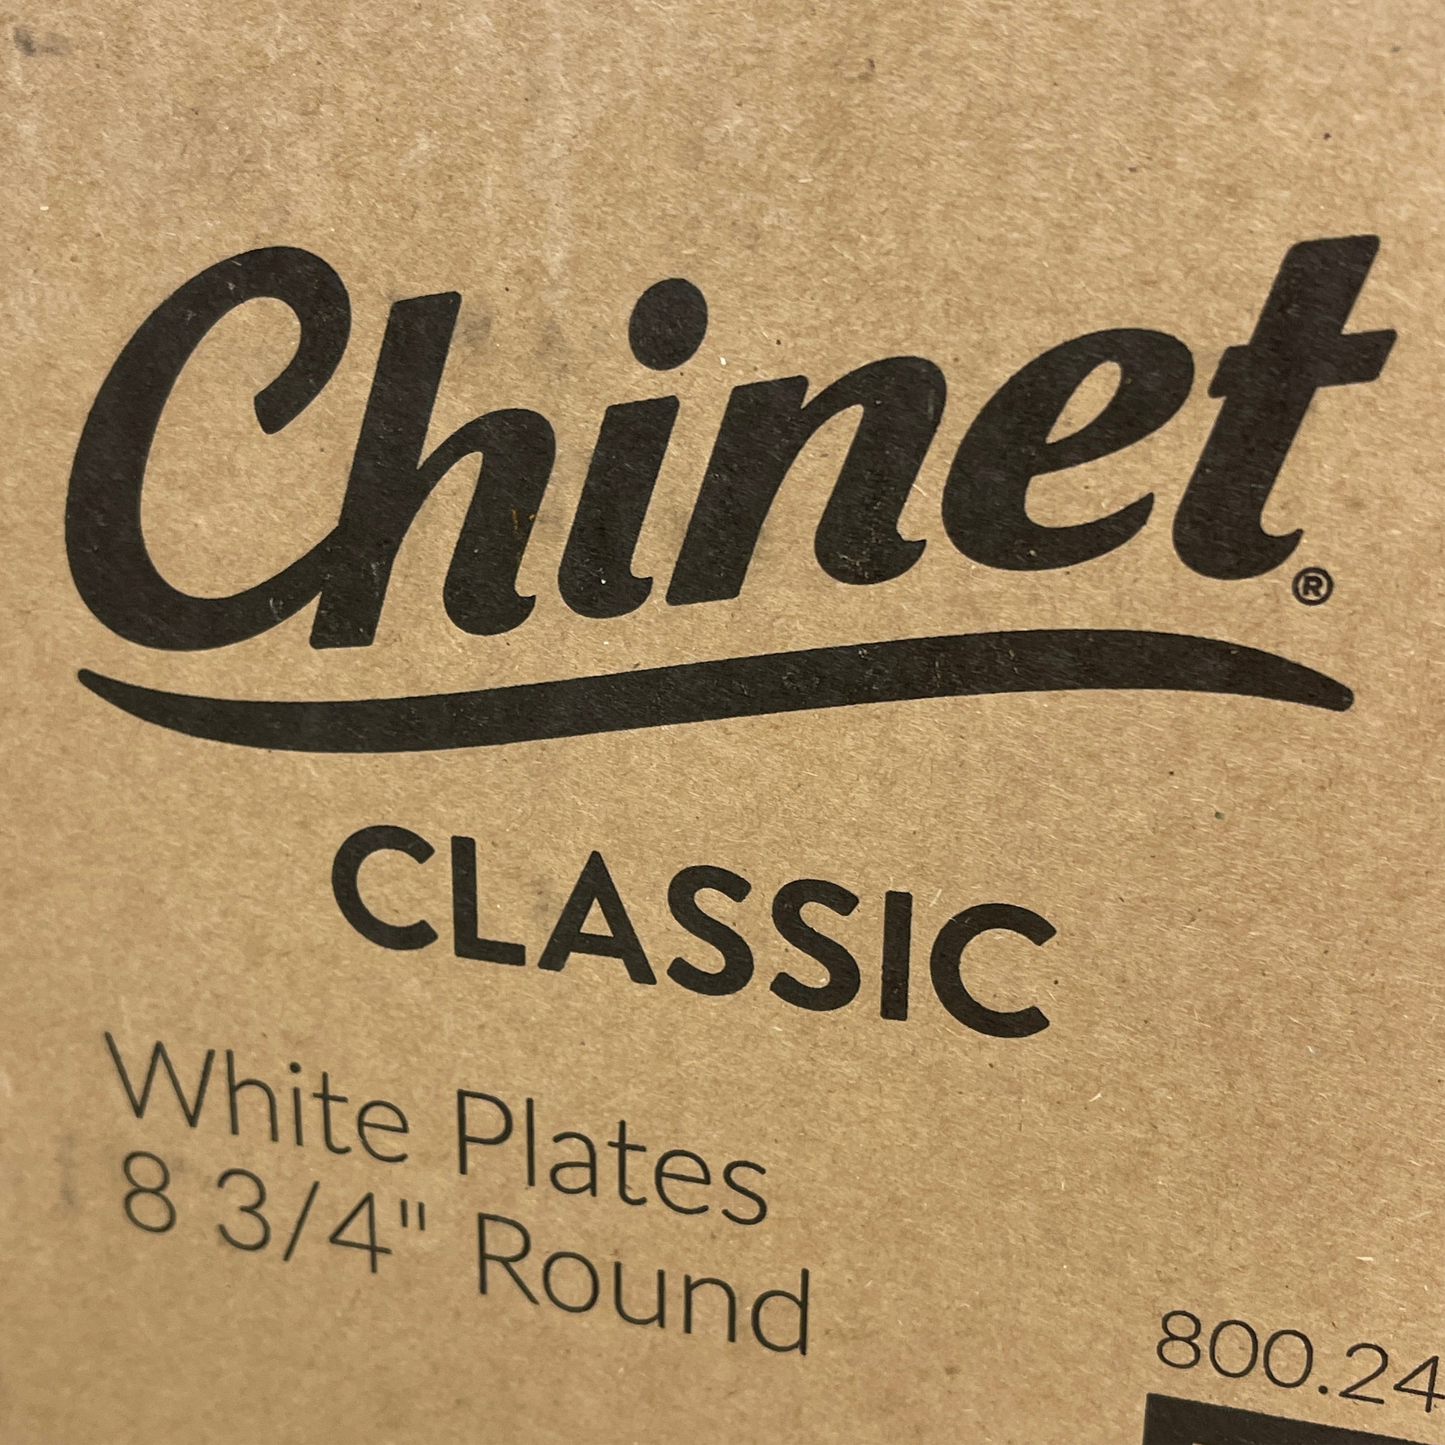 Chinet®
CLASSIC
White Plates
8 3/4" Round
800.24